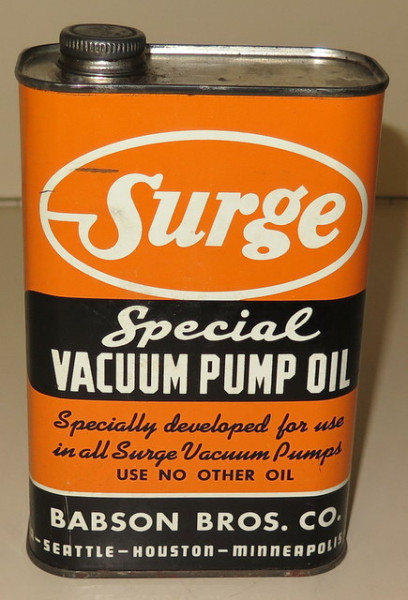 Surge
Special
VACUUM PUMP OIL
Specially developed for use
in all Surge Vacuum Pumps
USE NO OTHER OIL
BABSON BROS. CO.
-SEATTLE-HOUSTON-MINNEAPOLIS